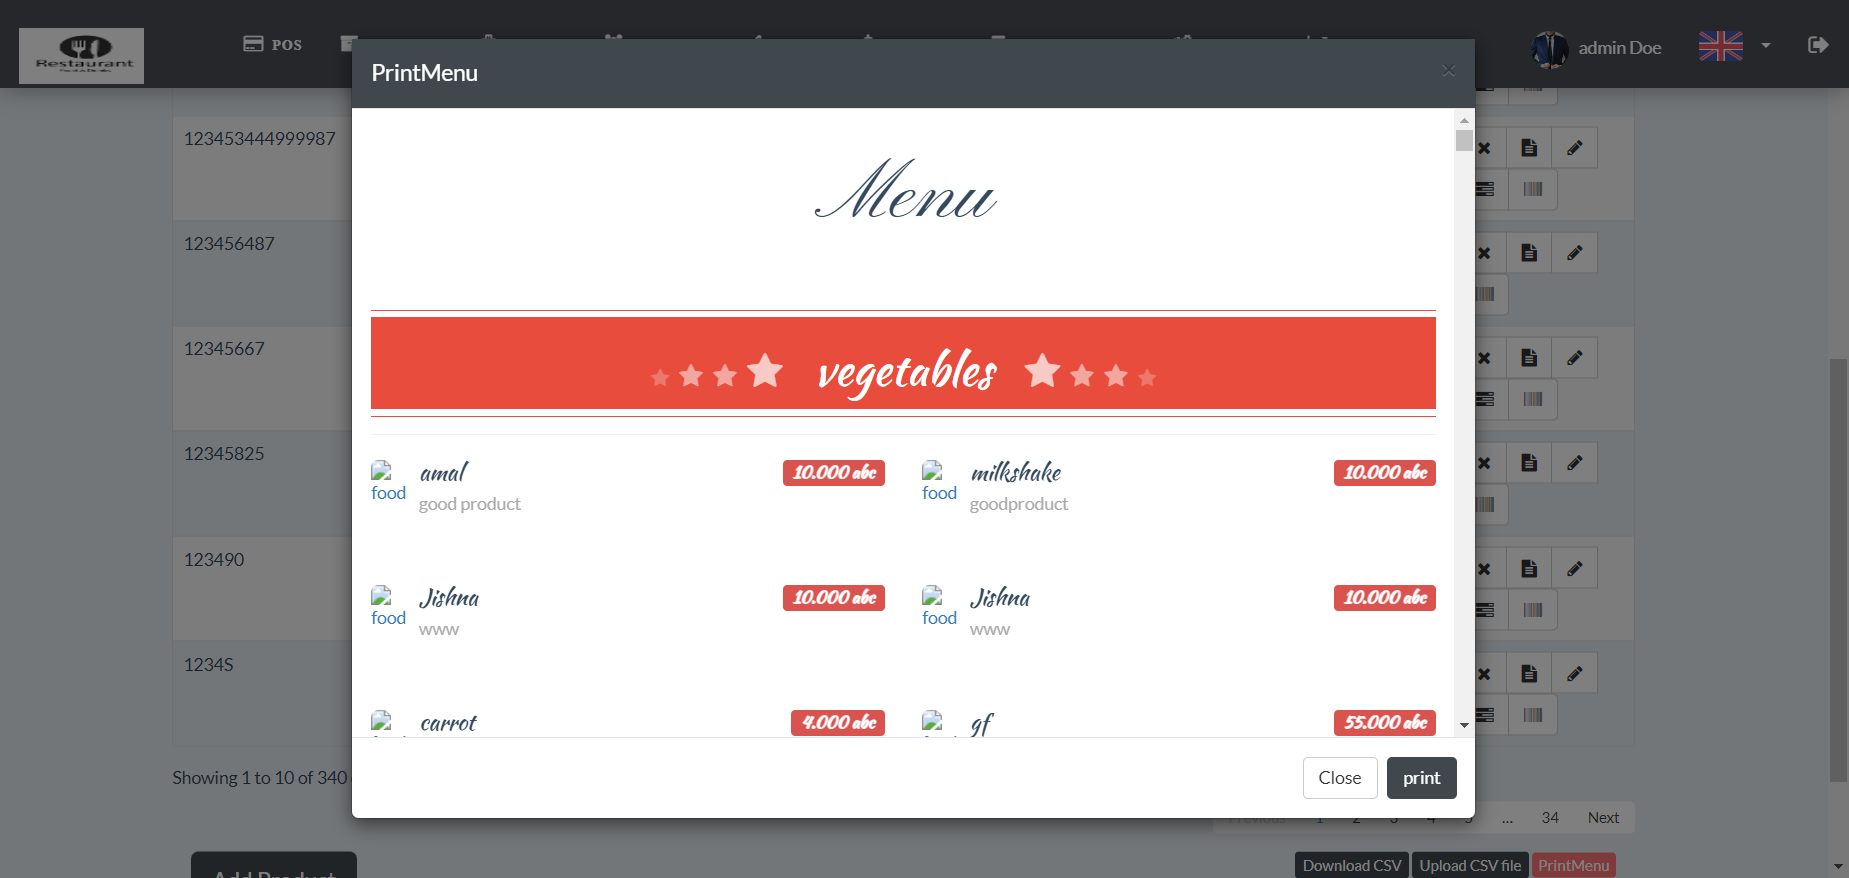 Restaurant
POS
admin Doe
PrintMenu
×
Menu
vegetables
food
amal
10.000 abc
good product
food
milkshake
10.000 abc
goodproduct
food
Jishna
10.000 abc
www
food
Jishna
10.000 abc
www
carrot
4.000 abc
gf
55.000 abc
Close
print
123453444999987
123456487
12345667
12345825
123490
1234S
Showing 1 to 10 of 340
Previous 1 2 3 4 5 ... 34 Next
Download CSV
Upload CSV file
PrintMenu
Add Product